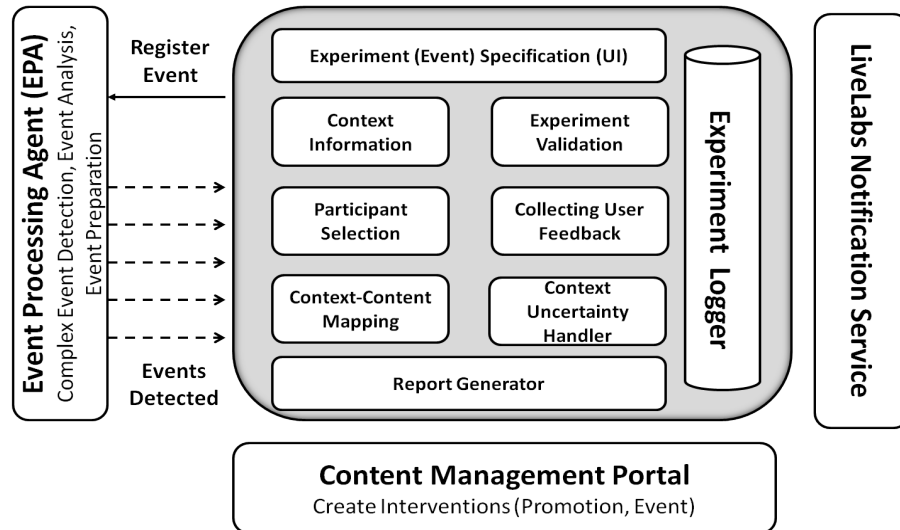 Event Processing Agent (EPA)
Complex Event Detection, Event Analysis,
Event Preparation
Register
Event
Events
Detected
Experiment (Event) Specification (UI)
Context
Information
Experiment
Validation
Participant
Selection
Collecting User
Feedback
Context-Content
Mapping
Context
Uncertainty
Handler
Report Generator
Experiment Logger
LiveLabs Notification Service
Content Management Portal
Create Interventions (Promotion, Event)